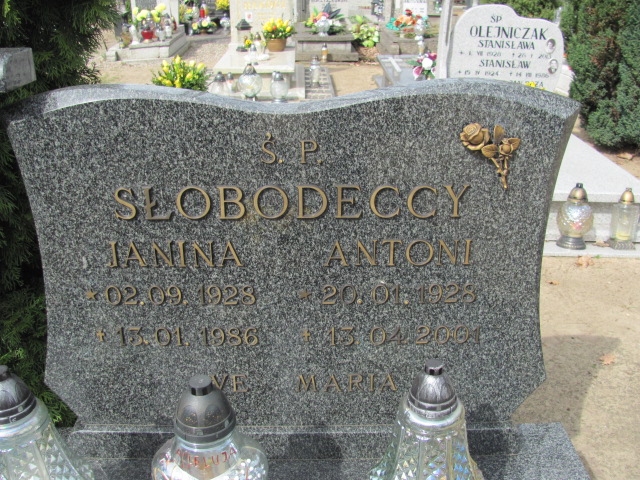 Ś. P.
SŁOBODECCY
JANINA ANTONI
* 02.09.1928 * 20.01.1928
† 13.01.1986 † 13.04.2001
AVE MARIA
ŚP
OLEJNICZAK
STANISŁAWA
STANISŁAW